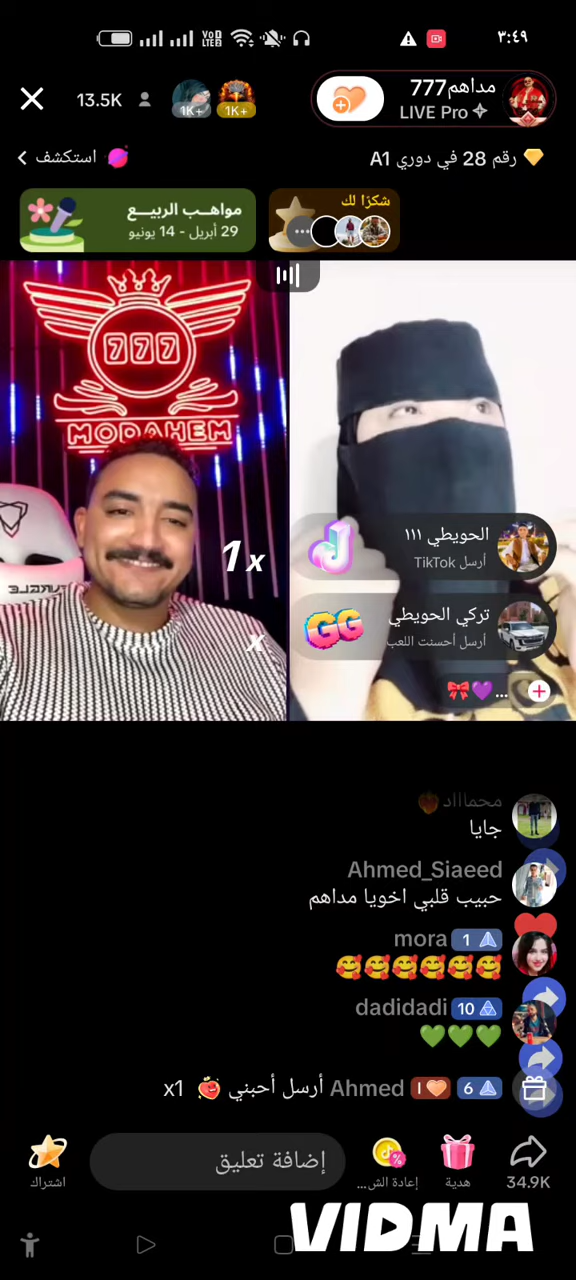 ٣:٤٩
VoD LTE2
مداهم777
LIVE Pro
13.5K
1K+
1K+
رقم 28 في دوري A1
استكشف
شكرًا لك
مواهب الربيع
29 أبريل - 14 يونيو
777
MODAHEM
1x
x
الحويطي ١١١
أرسل TikTok
تركي الحويطي
أرسل أحسنت اللعب
GG
...💜🎀
محماااد
جايا
Ahmed_Siaeed
حبيب قلبي اخويا مداهم
mora 1
🥰🥰🥰🥰🥰🥰
dadidadi 10
💚💚💚
6 I Ahmed أرسل أحبني x1
إضافة تعليق
اشتراك
إعادة الش...
هدية
34.9K
VIDMA